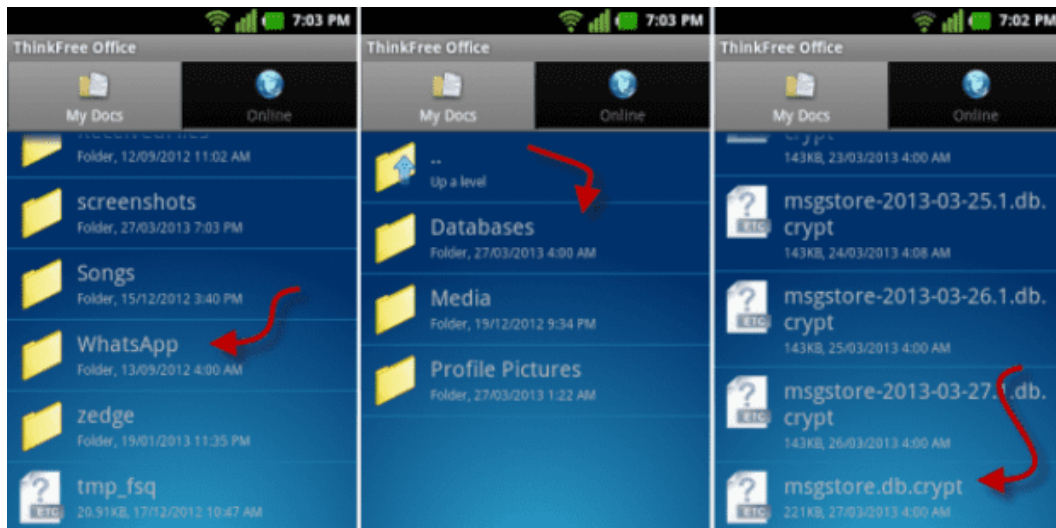 7:03 PM
ThinkFree Office
My Docs
Online
ReceivedFiles
Folder, 12/09/2012 11:02 AM
screenshots
Folder, 27/03/2013 7:03 PM
Songs
Folder, 15/12/2012 3:40 PM
WhatsApp
Folder, 13/09/2012 4:00 AM
zedge
Folder, 19/01/2013 11:35 PM
tmp_fsq
ETC
20.91KB, 17/12/2012 10:47 AM
7:03 PM
ThinkFree Office
My Docs
Online
..
Up a level
Databases
Folder, 27/03/2013 4:00 AM
Media
Folder, 19/12/2012 9:34 PM
Profile Pictures
Folder, 27/03/2013 1:22 AM
7:02 PM
ThinkFree Office
My Docs
Online
crypt
143KB, 23/03/2013 4:00 AM
msgstore-2013-03-25.1.db.
ETC
crypt
143KB, 24/03/2013 4:08 AM
msgstore-2013-03-26.1.db.
ETC
crypt
143KB, 25/03/2013 4:00 AM
msgstore-2013-03-27.1.db.
ETC
crypt
143KB, 26/03/2013 4:00 AM
msgstore.db.crypt
ETC
221KB, 27/03/2013 4:00 AM